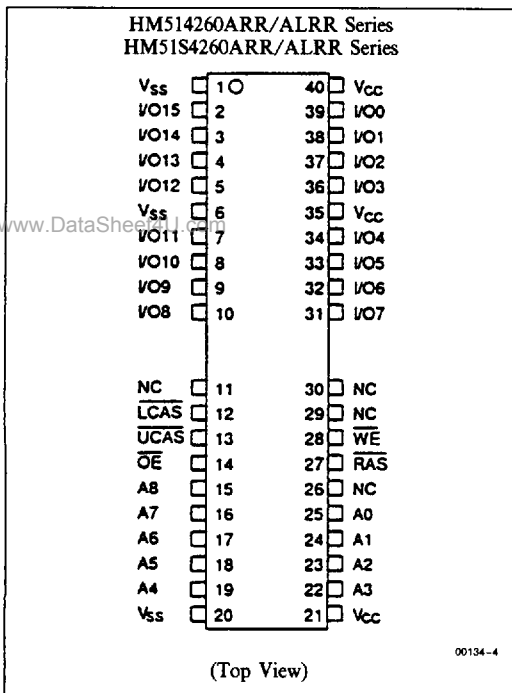 HM514260ARR/ALRR Series
HM51S4260ARR/ALRR Series
VSS 1 40 VCC
I/O15 2 39 I/O0
I/O14 3 38 I/O1
I/O13 4 37 I/O2
I/O12 5 36 I/O3
VSS 6 35 VCC
www.DataSheet4U.com
I/O11 7 34 I/O4
I/O10 8 33 I/O5
I/O9 9 32 I/O6
I/O8 10 31 I/O7
NC 11 30 NC
LCAS 12 29 NC
UCAS 13 28 WE
OE 14 27 RAS
A8 15 26 NC
A7 16 25 A0
A6 17 24 A1
A5 18 23 A2
A4 19 22 A3
VSS 20 21 VCC
00134-4
(Top View)